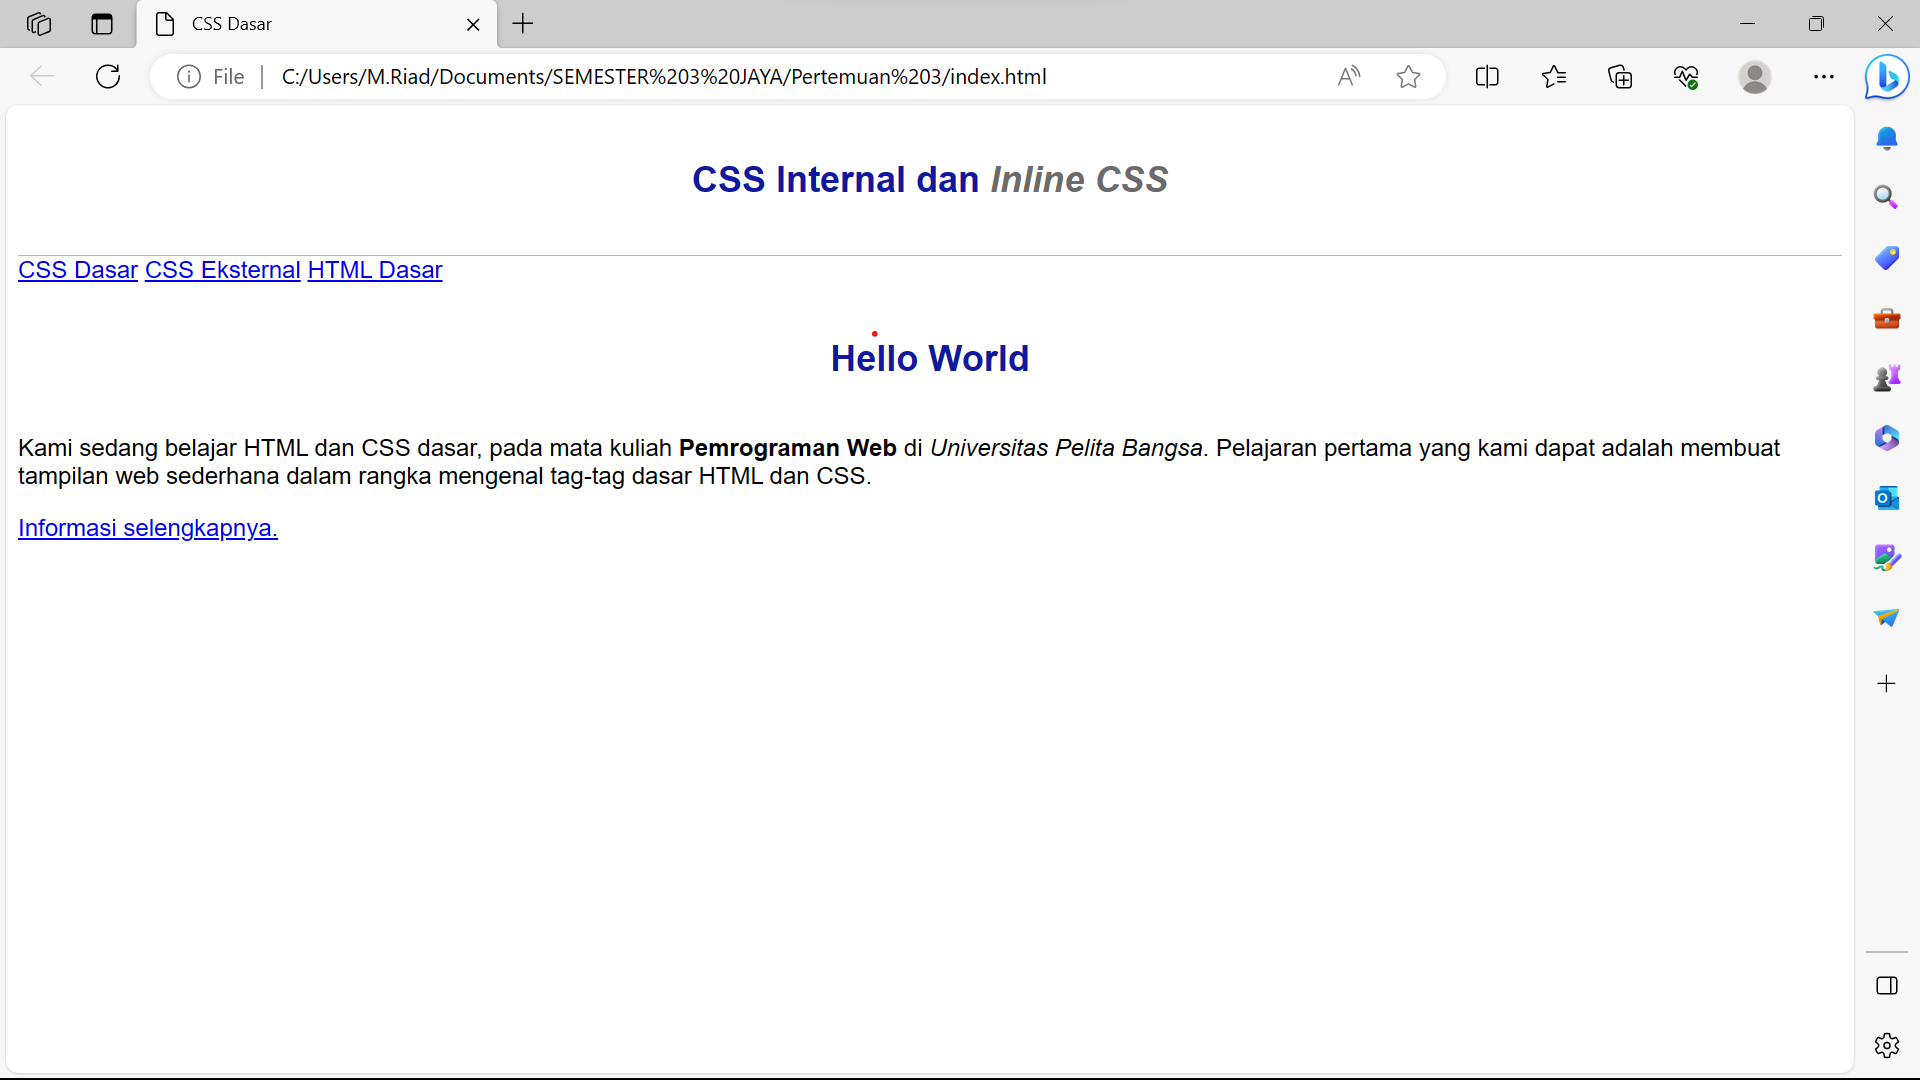 CSS Dasar
File
C:/Users/M.Riad/Documents/SEMESTER%203%20JAYA/Pertemuan%203/index.html
CSS Internal dan Inline CSS
CSS Dasar CSS Eksternal HTML Dasar
Hello World
Kami sedang belajar HTML dan CSS dasar, pada mata kuliah Pemrograman Web di Universitas Pelita Bangsa. Pelajaran pertama yang kami dapat adalah membuat
tampilan web sederhana dalam rangka mengenal tag-tag dasar HTML dan CSS.
Informasi selengkapnya.